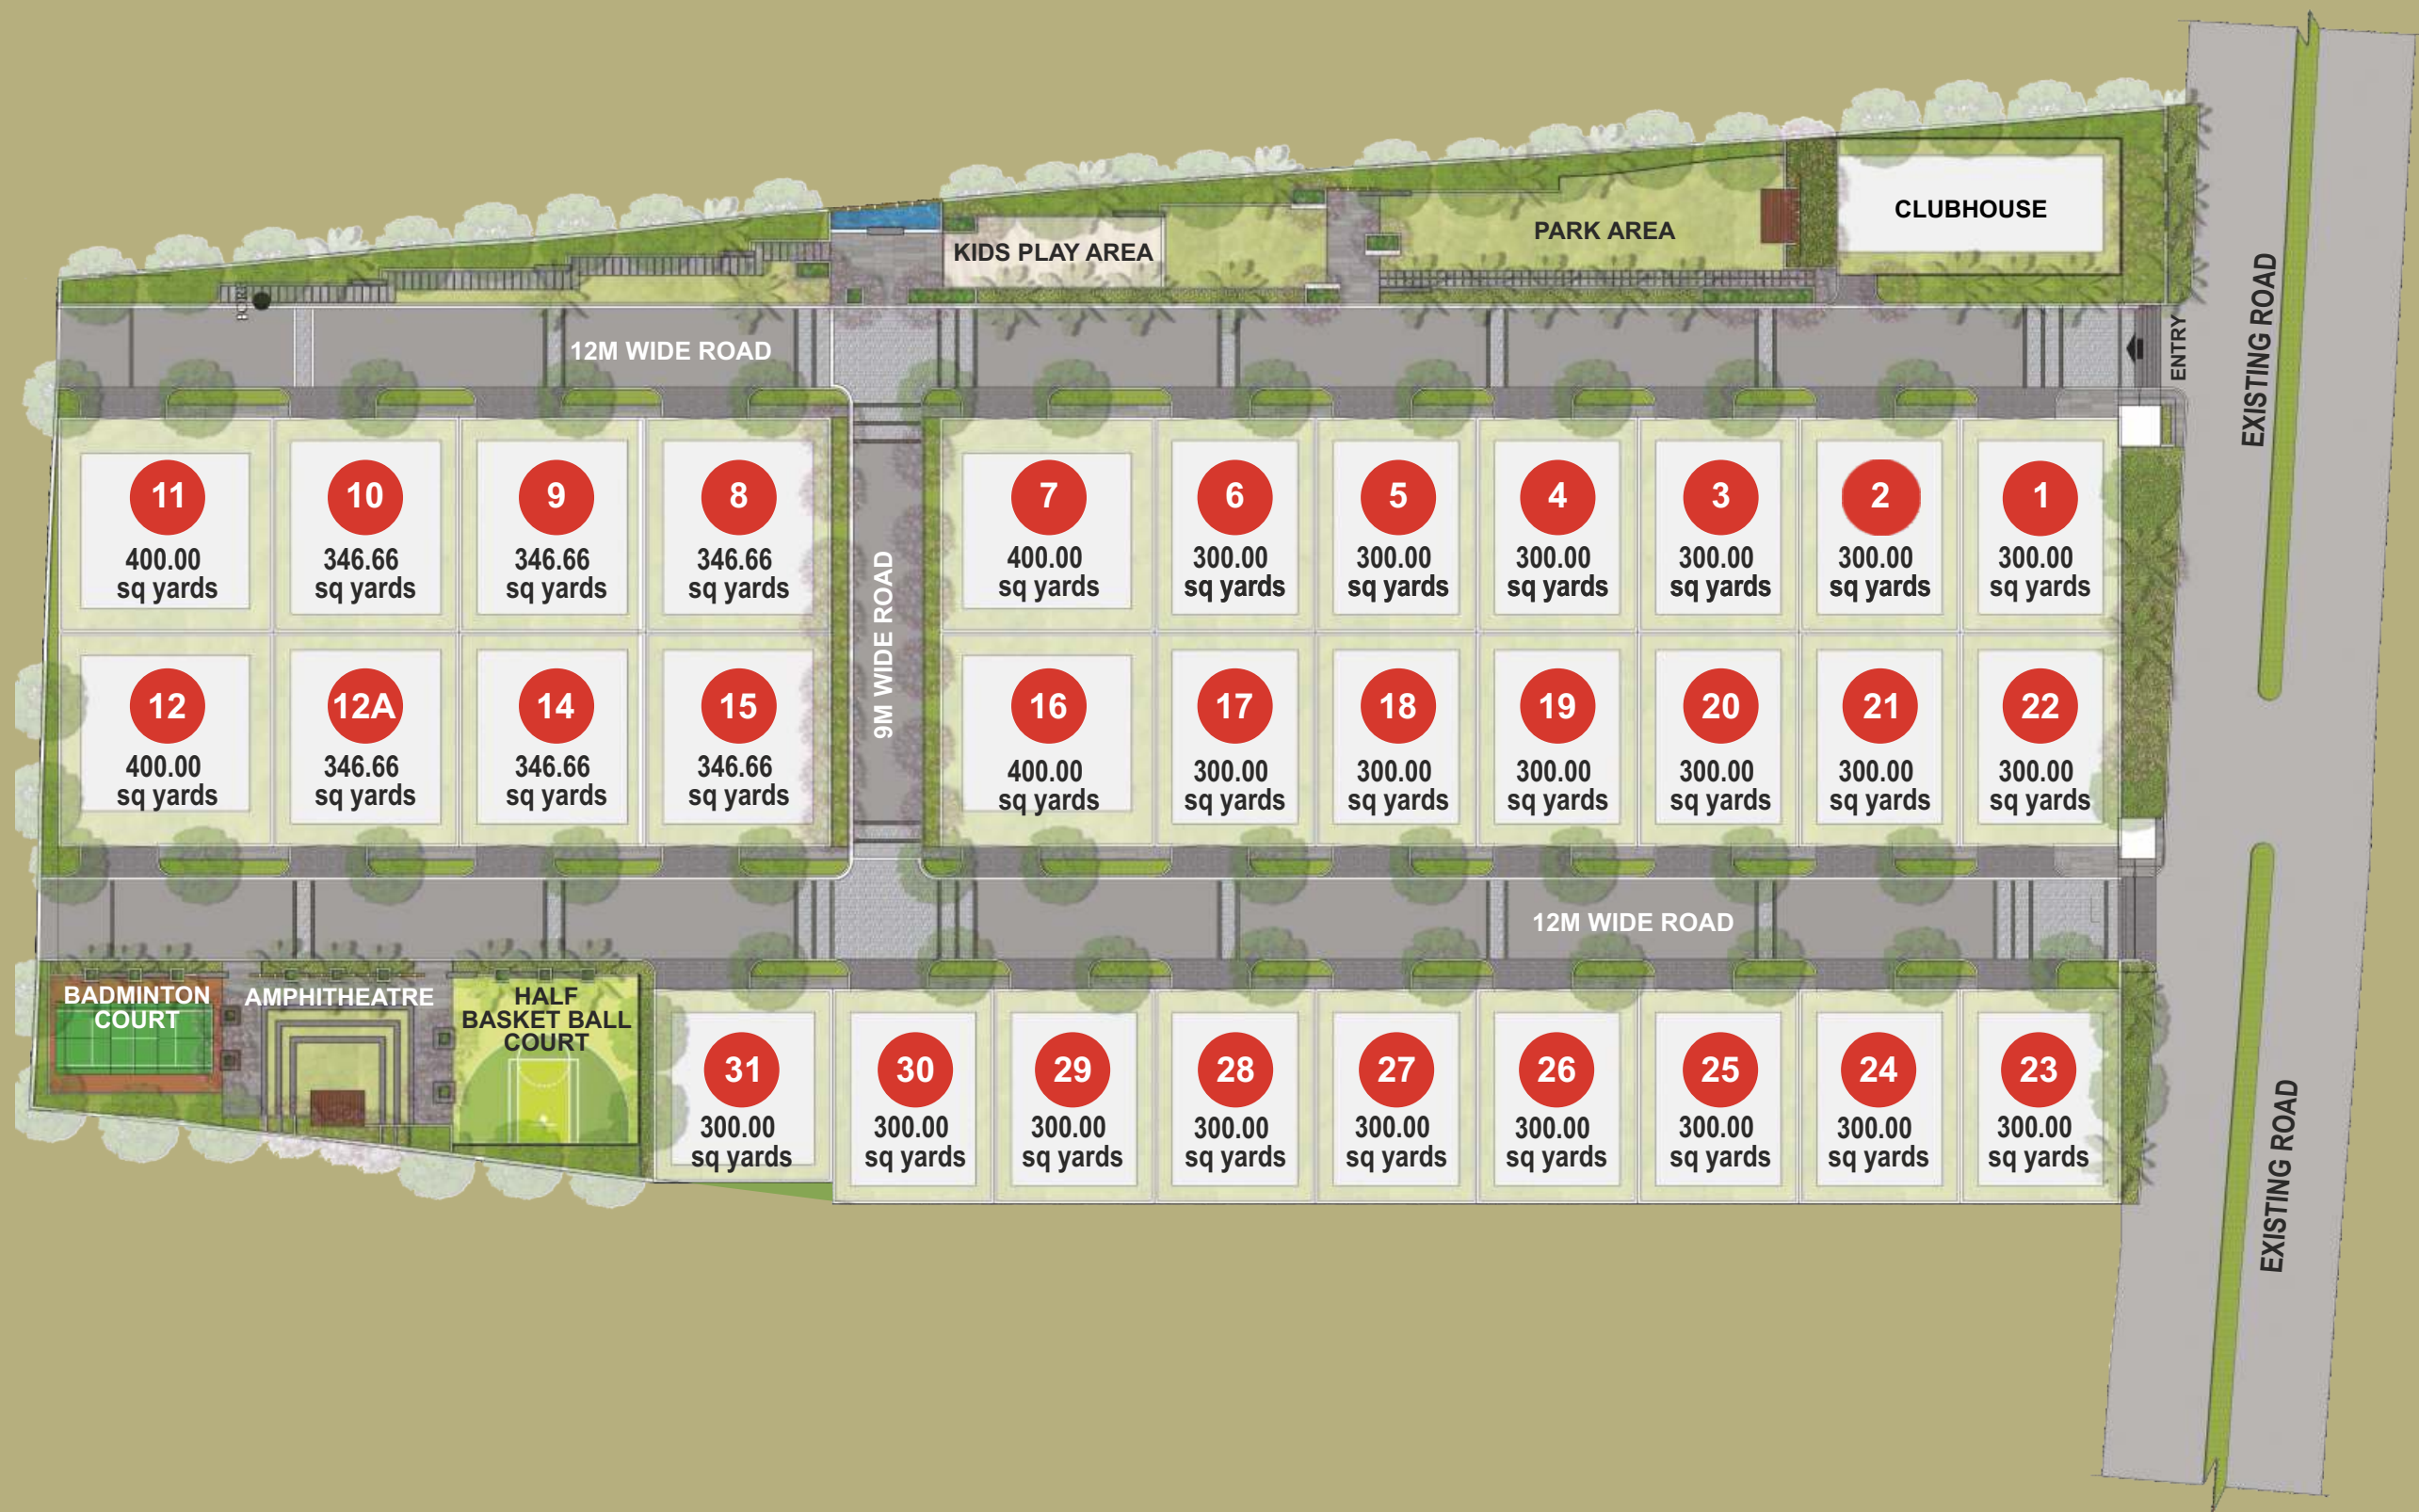 CLUBHOUSE
PARK AREA
KIDS PLAY AREA
12M WIDE ROAD
ENTRY
EXISTING ROAD
11
400.00
sq yards
10
346.66
sq yards
9
346.66
sq yards
8
346.66
sq yards
7
400.00
sq yards
6
300.00
sq yards
5
300.00
sq yards
4
300.00
sq yards
3
300.00
sq yards
2
300.00
sq yards
1
300.00
sq yards
9M WIDE ROAD
12
400.00
sq yards
12A
346.66
sq yards
14
346.66
sq yards
15
346.66
sq yards
16
400.00
sq yards
17
300.00
sq yards
18
300.00
sq yards
19
300.00
sq yards
20
300.00
sq yards
21
300.00
sq yards
22
300.00
sq yards
12M WIDE ROAD
BADMINTON
COURT
AMPHITHEATRE
HALF
BASKET BALL
COURT
31
300.00
sq yards
30
300.00
sq yards
29
300.00
sq yards
28
300.00
sq yards
27
300.00
sq yards
26
300.00
sq yards
25
300.00
sq yards
24
300.00
sq yards
23
300.00
sq yards
EXISTING ROAD